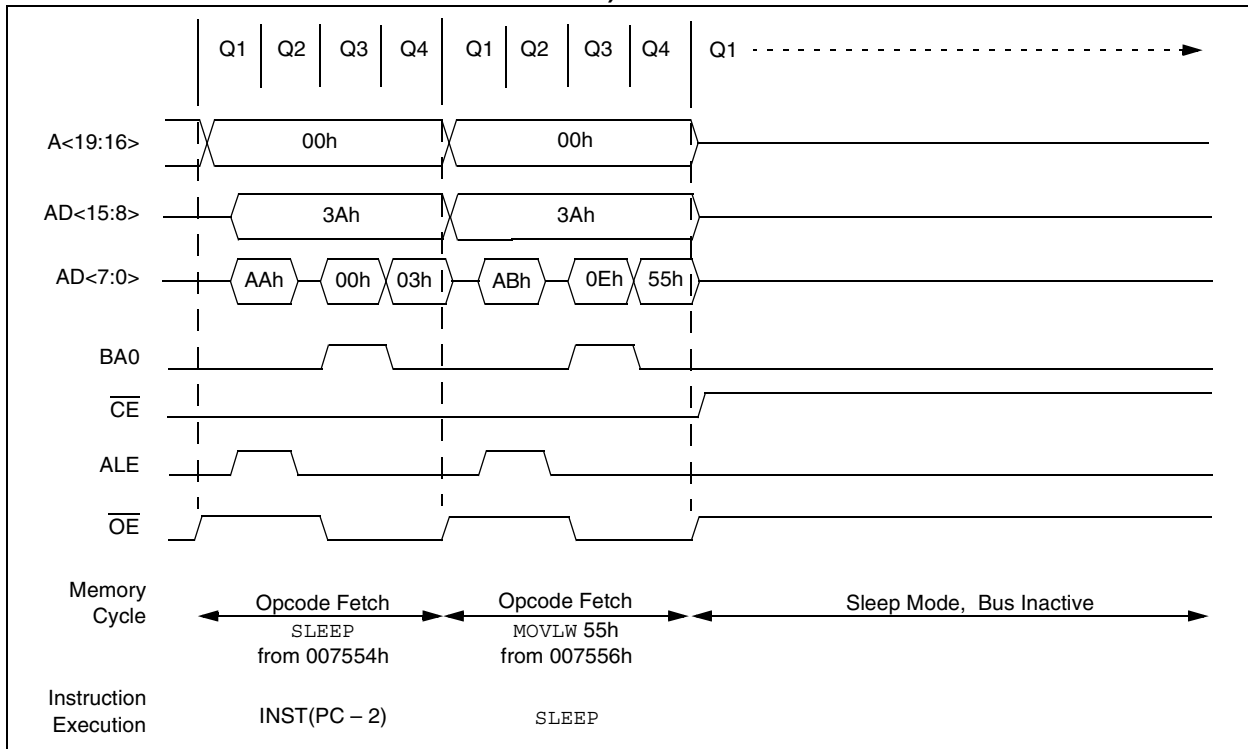 Q1 Q2 Q3 Q4 Q1 Q2 Q3 Q4 Q1
A<19:16> 00h 00h
AD<15:8> 3Ah 3Ah
AD<7:0> AAh 00h 03h ABh 0Eh 55h
BA0
CE
ALE
OE
Memory
Cycle
Opcode Fetch
SLEEP
from 007554h
Opcode Fetch
MOVLW 55h
from 007556h
Sleep Mode, Bus Inactive
Instruction
Execution
INST(PC – 2)
SLEEP